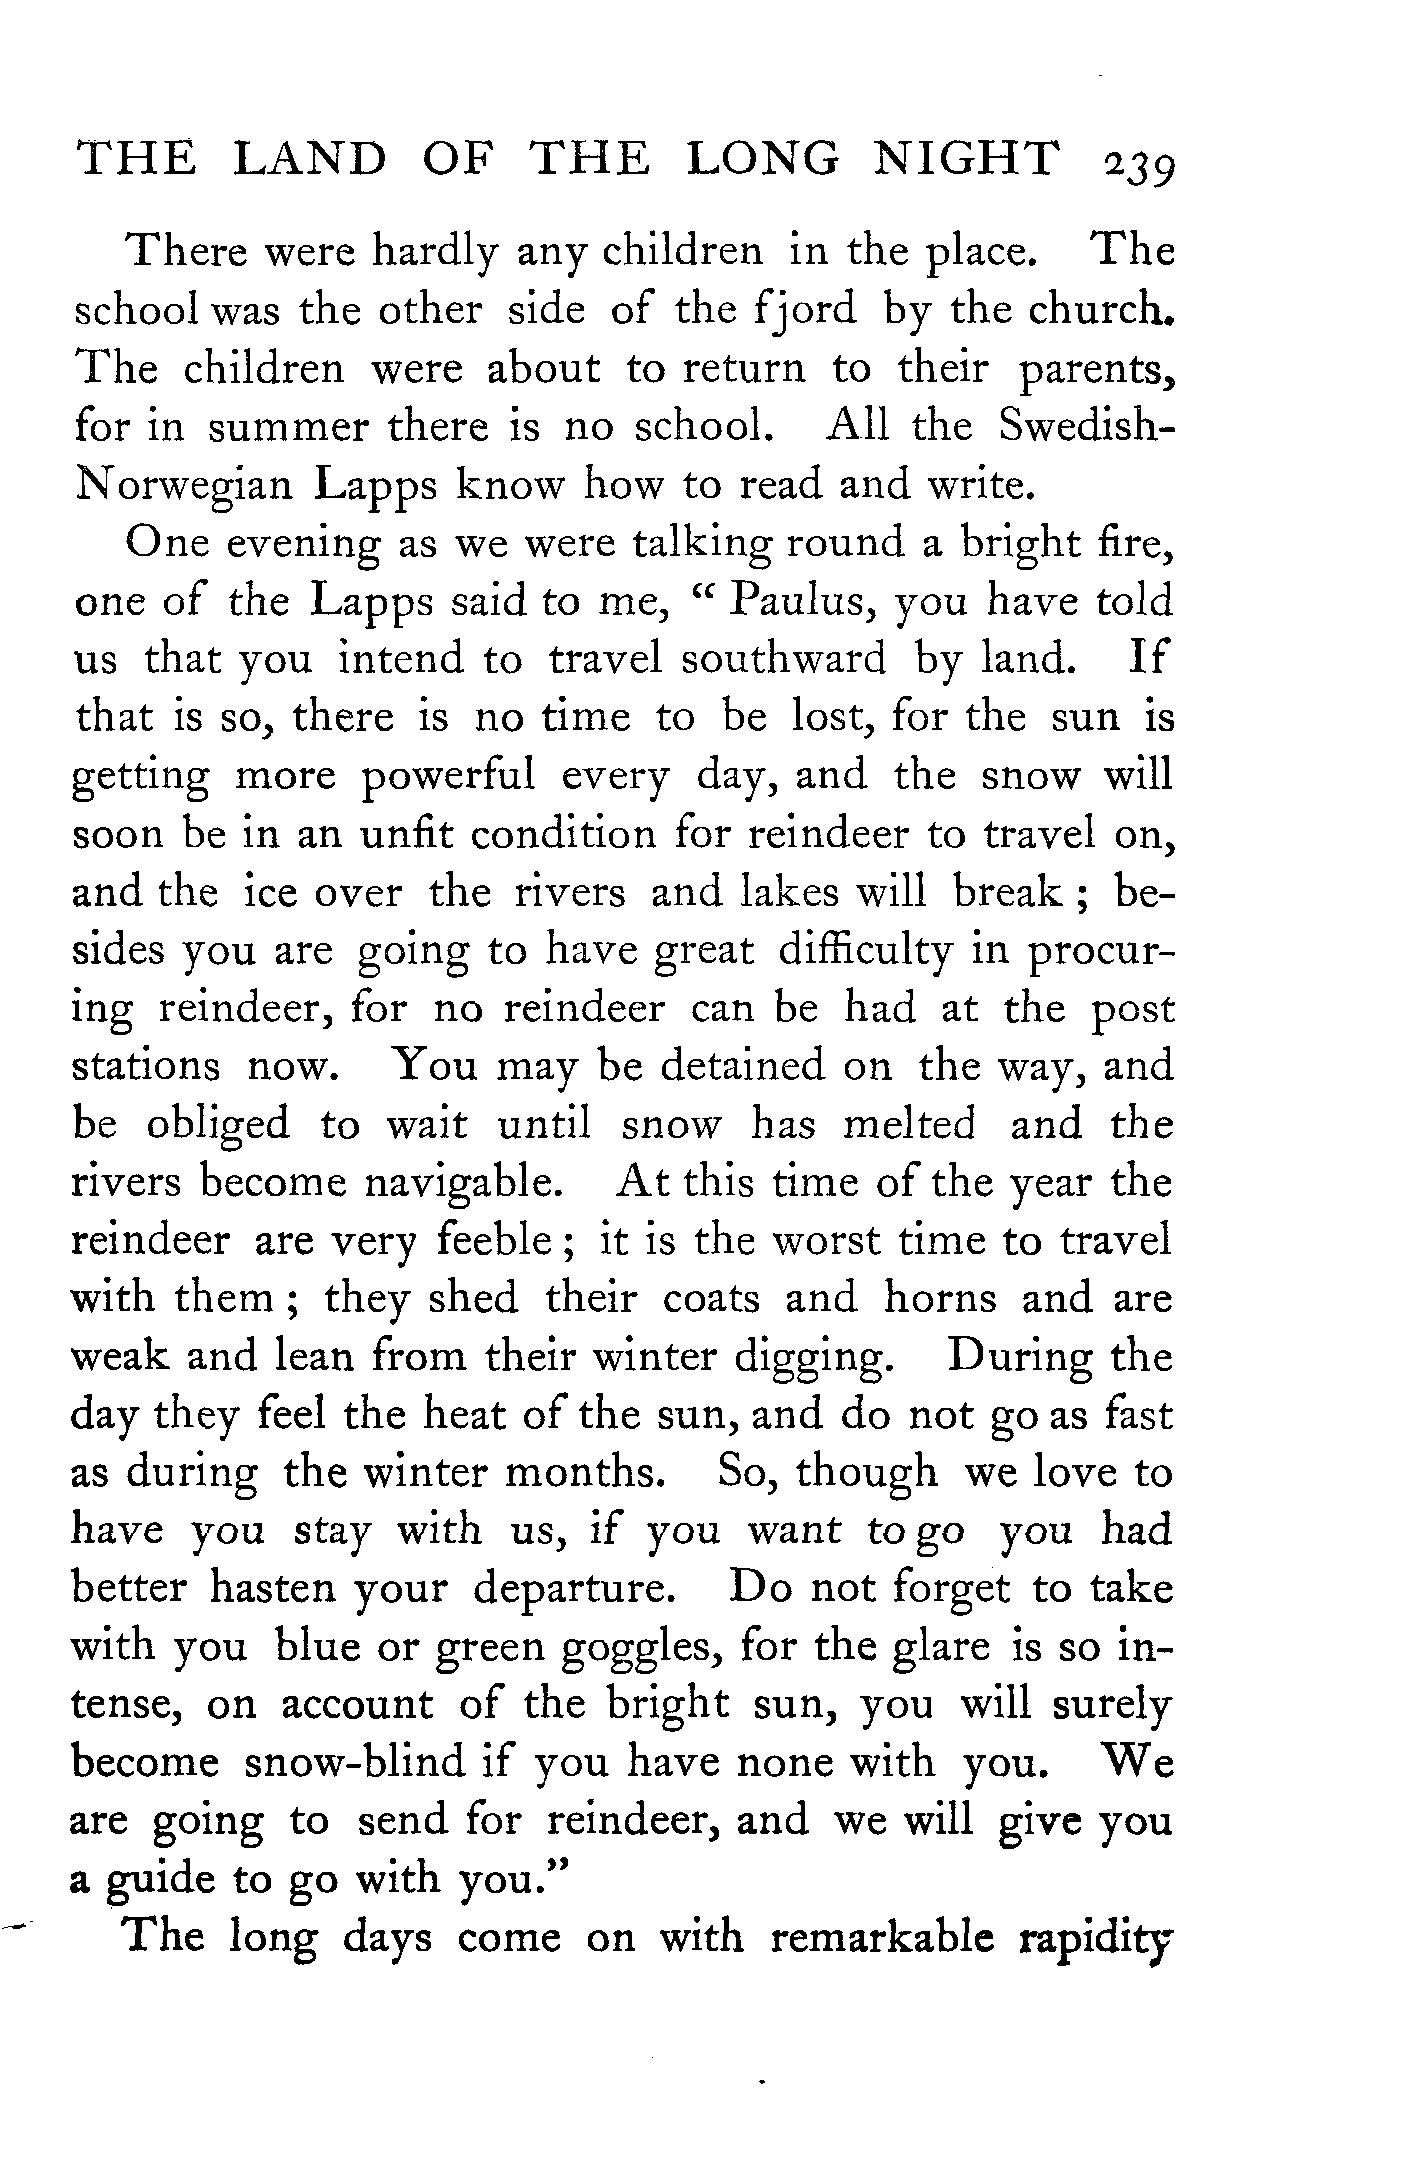 THE LAND OF THE LONG NIGHT 239
There were hardly any children in the place. The
school was the other side of the fjord by the church.
The children were about to return to their parents,
for in summer there is no school. All the Swedish-
Norwegian Lapps know how to read and write.
One evening as we were talking round a bright fire,
one of the Lapps said to me, “ Paulus, you have told
us that you intend to travel southward by land. If
that is so, there is no time to be lost, for the sun is
getting more powerful every day, and the snow will
soon be in an unfit condition for reindeer to travel on,
and the ice over the rivers and lakes will break ; be-
sides you are going to have great difficulty in procur-
ing reindeer, for no reindeer can be had at the post
stations now. You may be detained on the way, and
be obliged to wait until snow has melted and the
rivers become navigable. At this time of the year the
reindeer are very feeble ; it is the worst time to travel
with them ; they shed their coats and horns and are
weak and lean from their winter digging. During the
day they feel the heat of the sun, and do not go as fast
as during the winter months. So, though we love to
have you stay with us, if you want to go you had
better hasten your departure. Do not forget to take
with you blue or green goggles, for the glare is so in-
tense, on account of the bright sun, you will surely
become snow-blind if you have none with you. We
are going to send for reindeer, and we will give you
a guide to go with you.”
The long days come on with remarkable rapidity